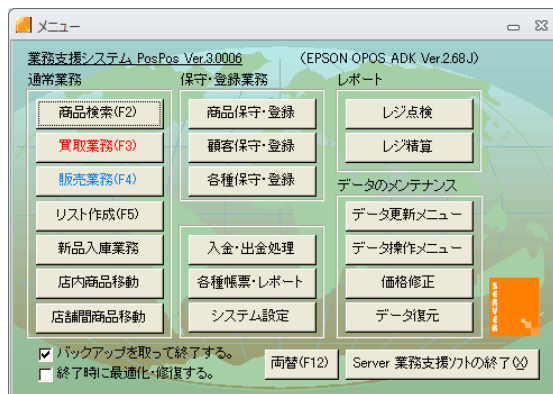 メニュー
業務支援システム PosPos Ver.3.0006 (EPSON OPOS ADK Ver.2.68J)
通常業務 保守・登録業務 レポート
商品検索(F2) 商品保守・登録 レジ点検
買取業務(F3) 顧客保守・登録 レジ精算
販売業務(F4) 各種保守・登録 データのメンテナンス
リスト作成(F5) データ更新メニュー
新品入庫業務 入金・出金処理 データ操作メニュー
店内商品移動 各種帳票・レポート 価格修正
店舗間商品移動 システム設定 データ復元
SERVER
バックアップを取って終了する。
終了時に最適化・修復する。
両替(F12) Server 業務支援ソフトの終了(X)